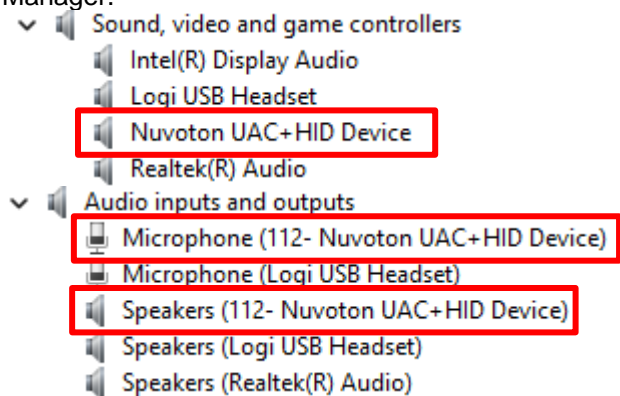 Manager.
Sound, video and game controllers
Intel(R) Display Audio
Logi USB Headset
Nuvoton UAC+HID Device
Realtek(R) Audio
Audio inputs and outputs
Microphone (112- Nuvoton UAC+HID Device)
Microphone (Logi USB Headset)
Speakers (112- Nuvoton UAC+HID Device)
Speakers (Logi USB Headset)
Speakers (Realtek(R) Audio)